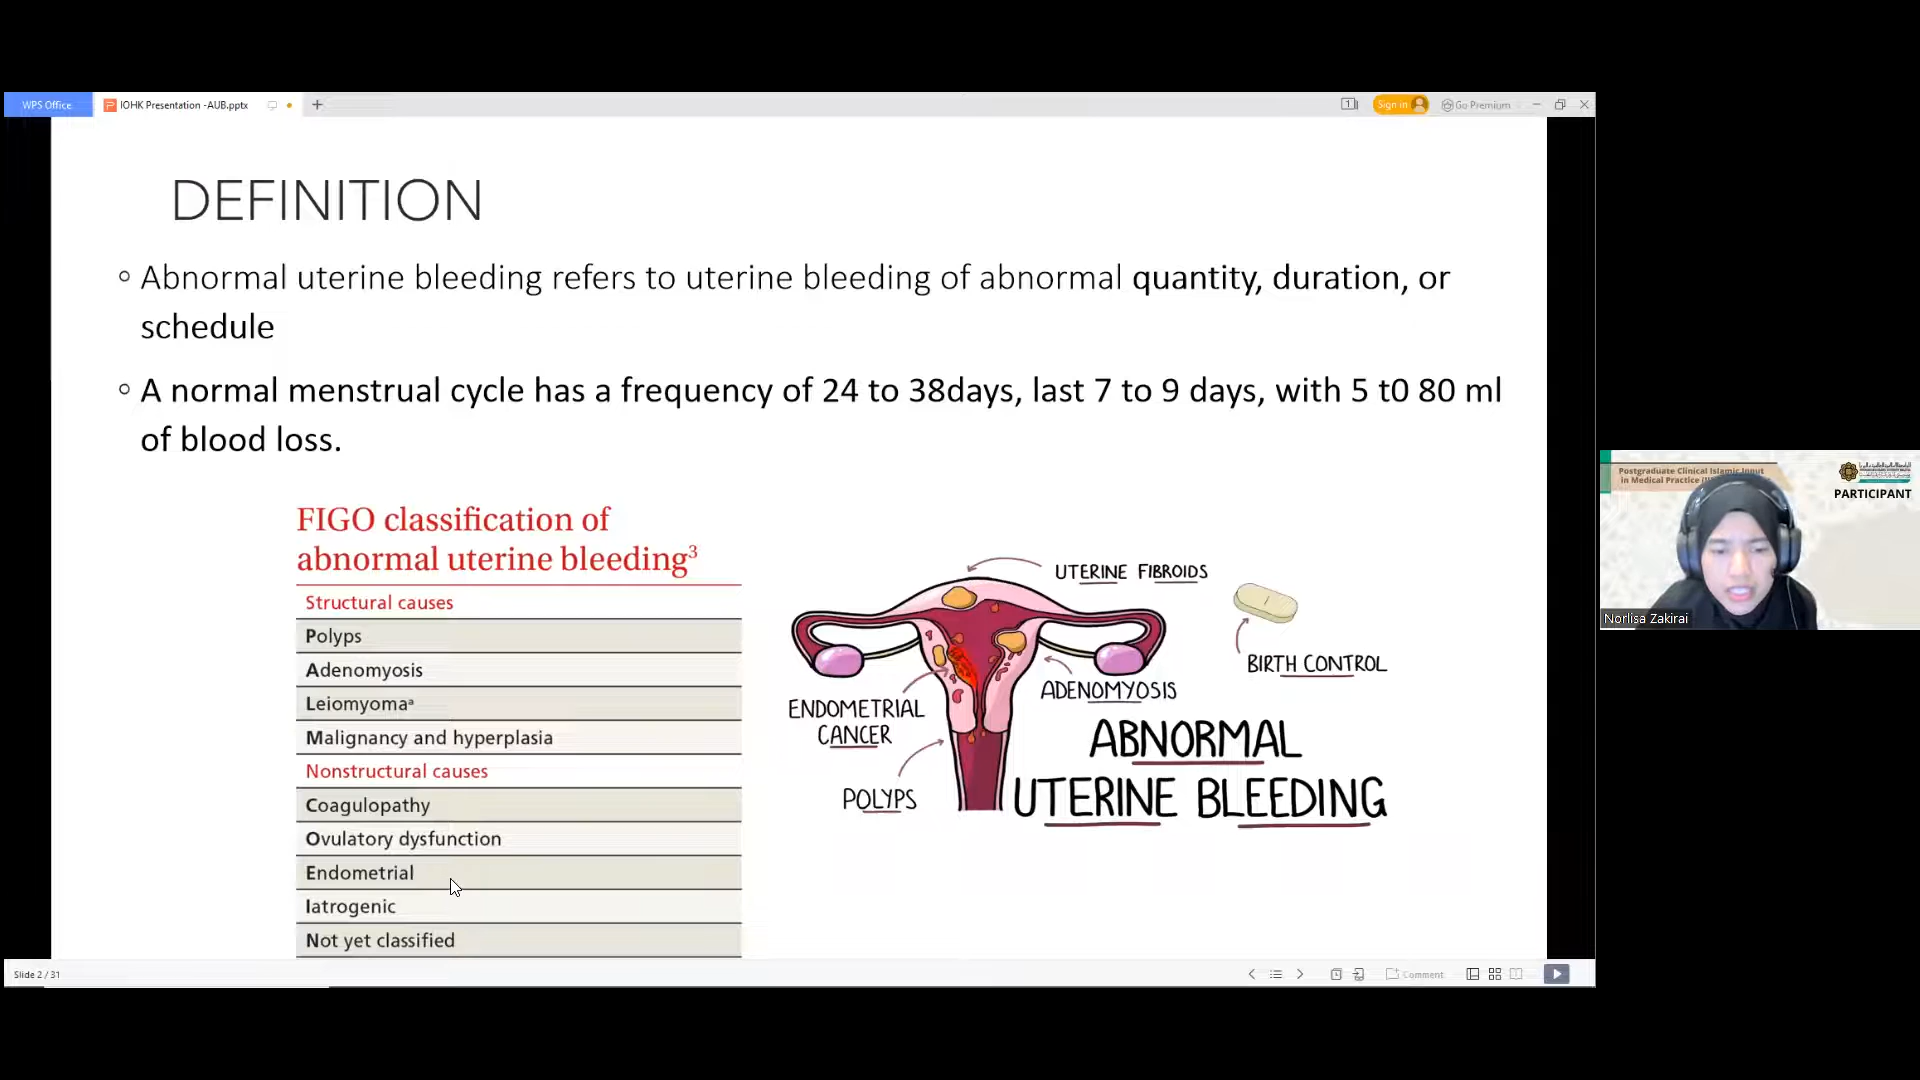 WPS Office
IOHK Presentation -AUB.pptx
+
1
Sign in
Go Premium
DEFINITION
Abnormal uterine bleeding refers to uterine bleeding of abnormal quantity, duration, or
schedule
A normal menstrual cycle has a frequency of 24 to 38days, last 7 to 9 days, with 5 t0 80 ml
of blood loss.
FIGO classification of
abnormal uterine bleeding³
Structural causes
Polyps
Adenomyosis
Leiomyomaª
Malignancy and hyperplasia
Nonstructural causes
Coagulopathy
Ovulatory dysfunction
Endometrial
Iatrogenic
Not yet classified
UTERINE FIBROIDS
BIRTH CONTROL
ADENOMYOSIS
ENDOMETRIAL
CANCER
POLYPS
ABNORMAL
UTERINE BLEEDING
Postgraduate Clinical Islamic Input
in Medical Practice
PARTICIPANT
Norlisa Zakirai
Slide 2 / 31
Comment